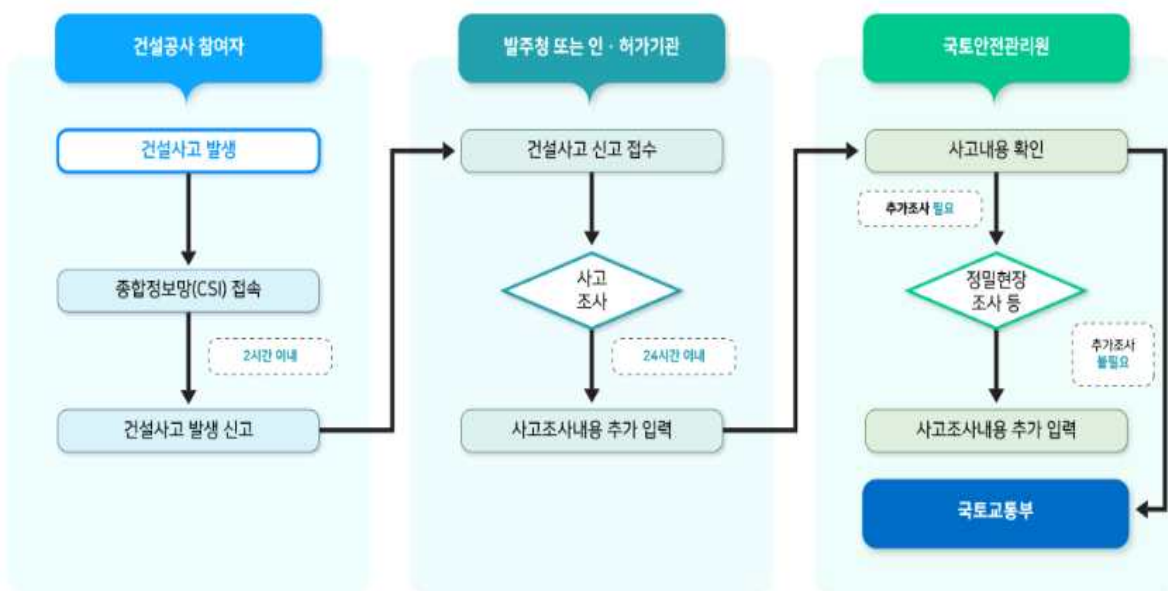 건설공사 참여자
건설사고 발생
종합정보망(CSI) 접속
2시간 이내
건설사고 발생 신고
발주청 또는 인 · 허가기관
건설사고 신고 접수
사고
조사
24시간 이내
사고조사내용 추가 입력
국토안전관리원
사고내용 확인
추가조사 필요
정밀현장
조사 등
추가조사
불필요
사고조사내용 추가 입력
국토교통부